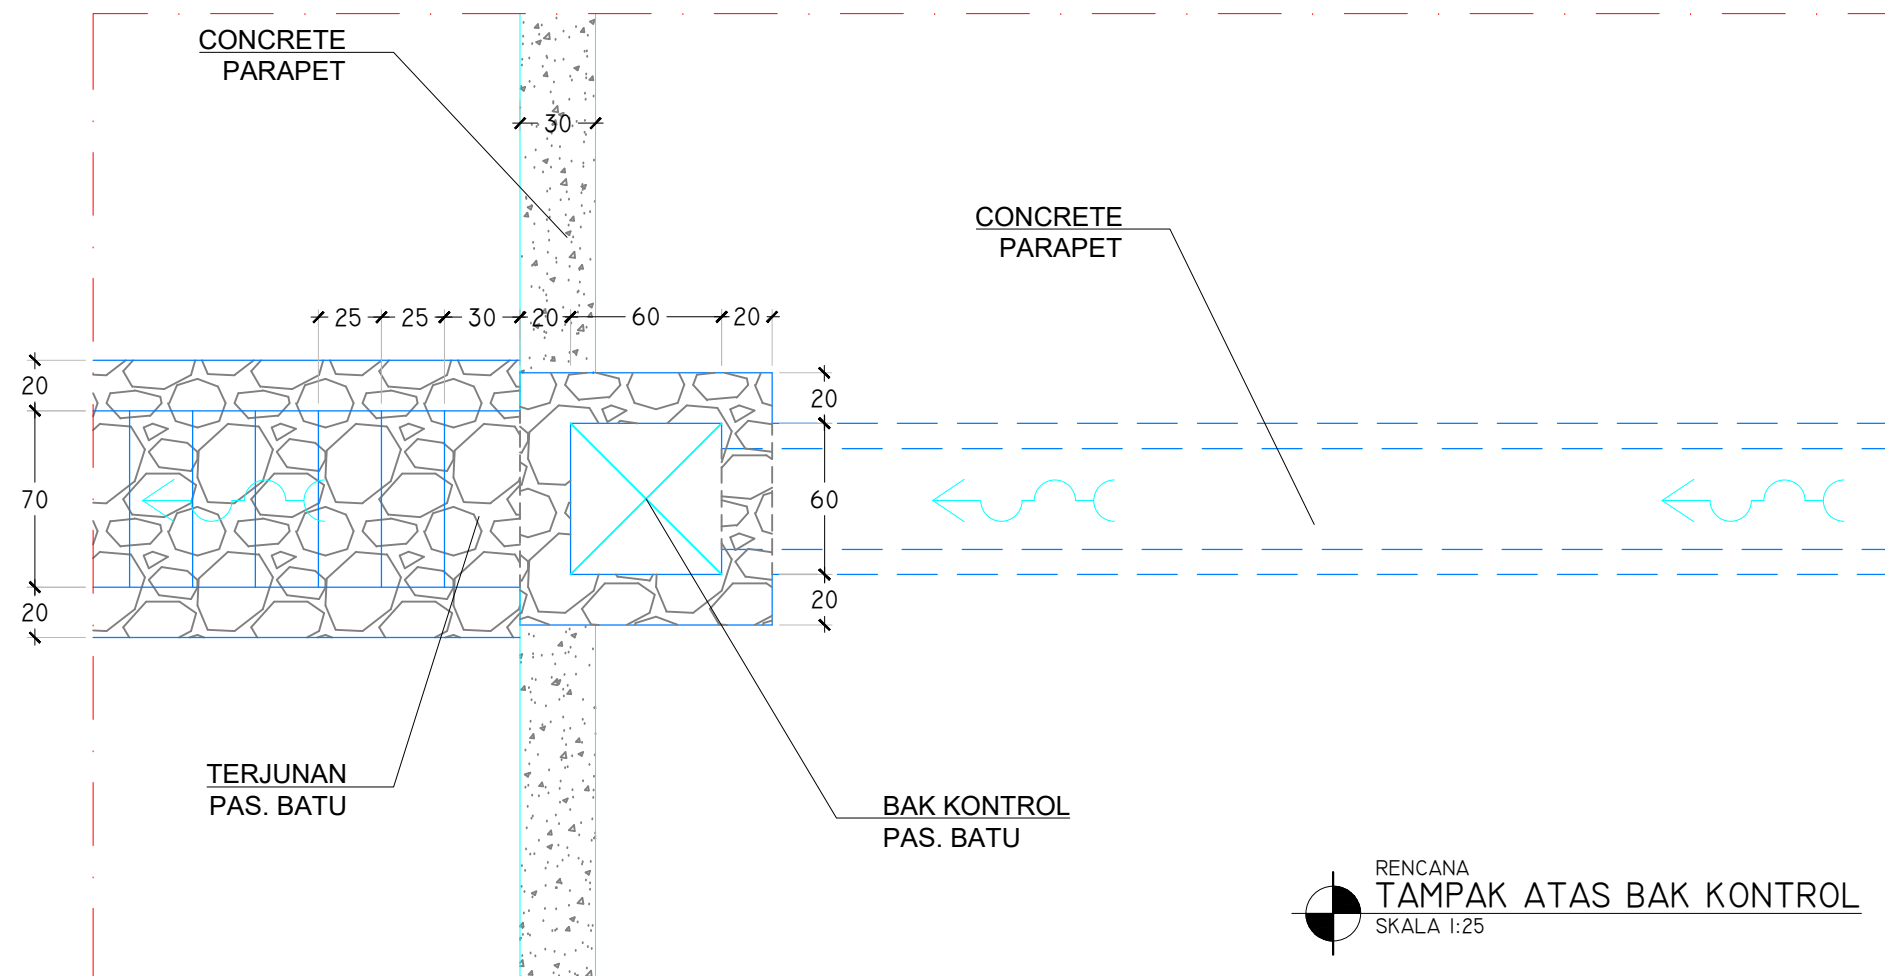 CONCRETE
PARAPET
30
CONCRETE
PARAPET
25 25 30 20 60 20
20
70
20
20
60
20
TERJUNAN
PAS. BATU
BAK KONTROL
PAS. BATU
RENCANA
TAMPAK ATAS BAK KONTROL
SKALA 1:25